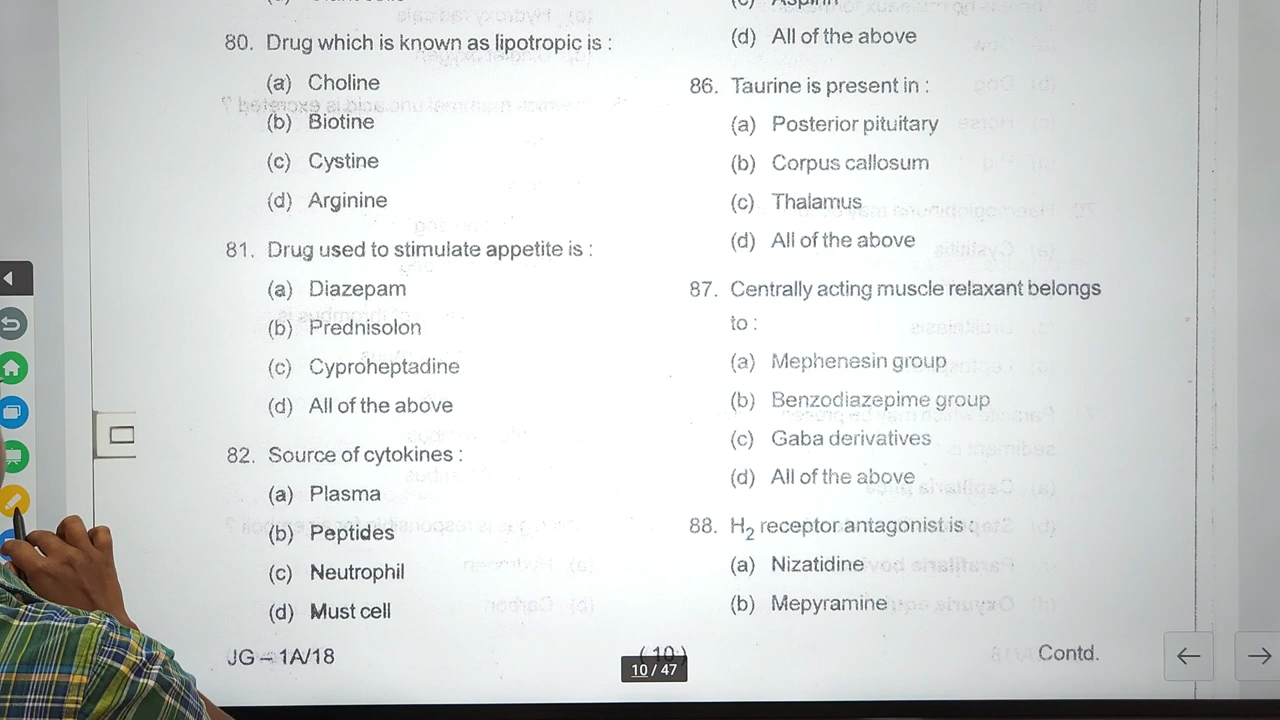 80. Drug which is known as lipotropic is :
(a) Choline
(b) Biotine
(c) Cystine
(d) Arginine
81. Drug used to stimulate appetite is :
(a) Diazepam
(b) Prednisolon
(c) Cyproheptadine
(d) All of the above
82. Source of cytokines :
(a) Plasma
(b) Peptides
(c) Neutrophil
(d) Must cell
JG – 1A/18
(c) Aspirin
(d) All of the above
86. Taurine is present in :
(a) Posterior pituitary
(b) Corpus callosum
(c) Thalamus
(d) All of the above
87. Centrally acting muscle relaxant belongs
to :
(a) Mephenesin group
(b) Benzodiazepime group
(c) Gaba derivatives
(d) All of the above
88. H2 receptor antagonist is :
(a) Nizatidine
(b) Mepyramine
( 10 )
10 / 47
Contd.